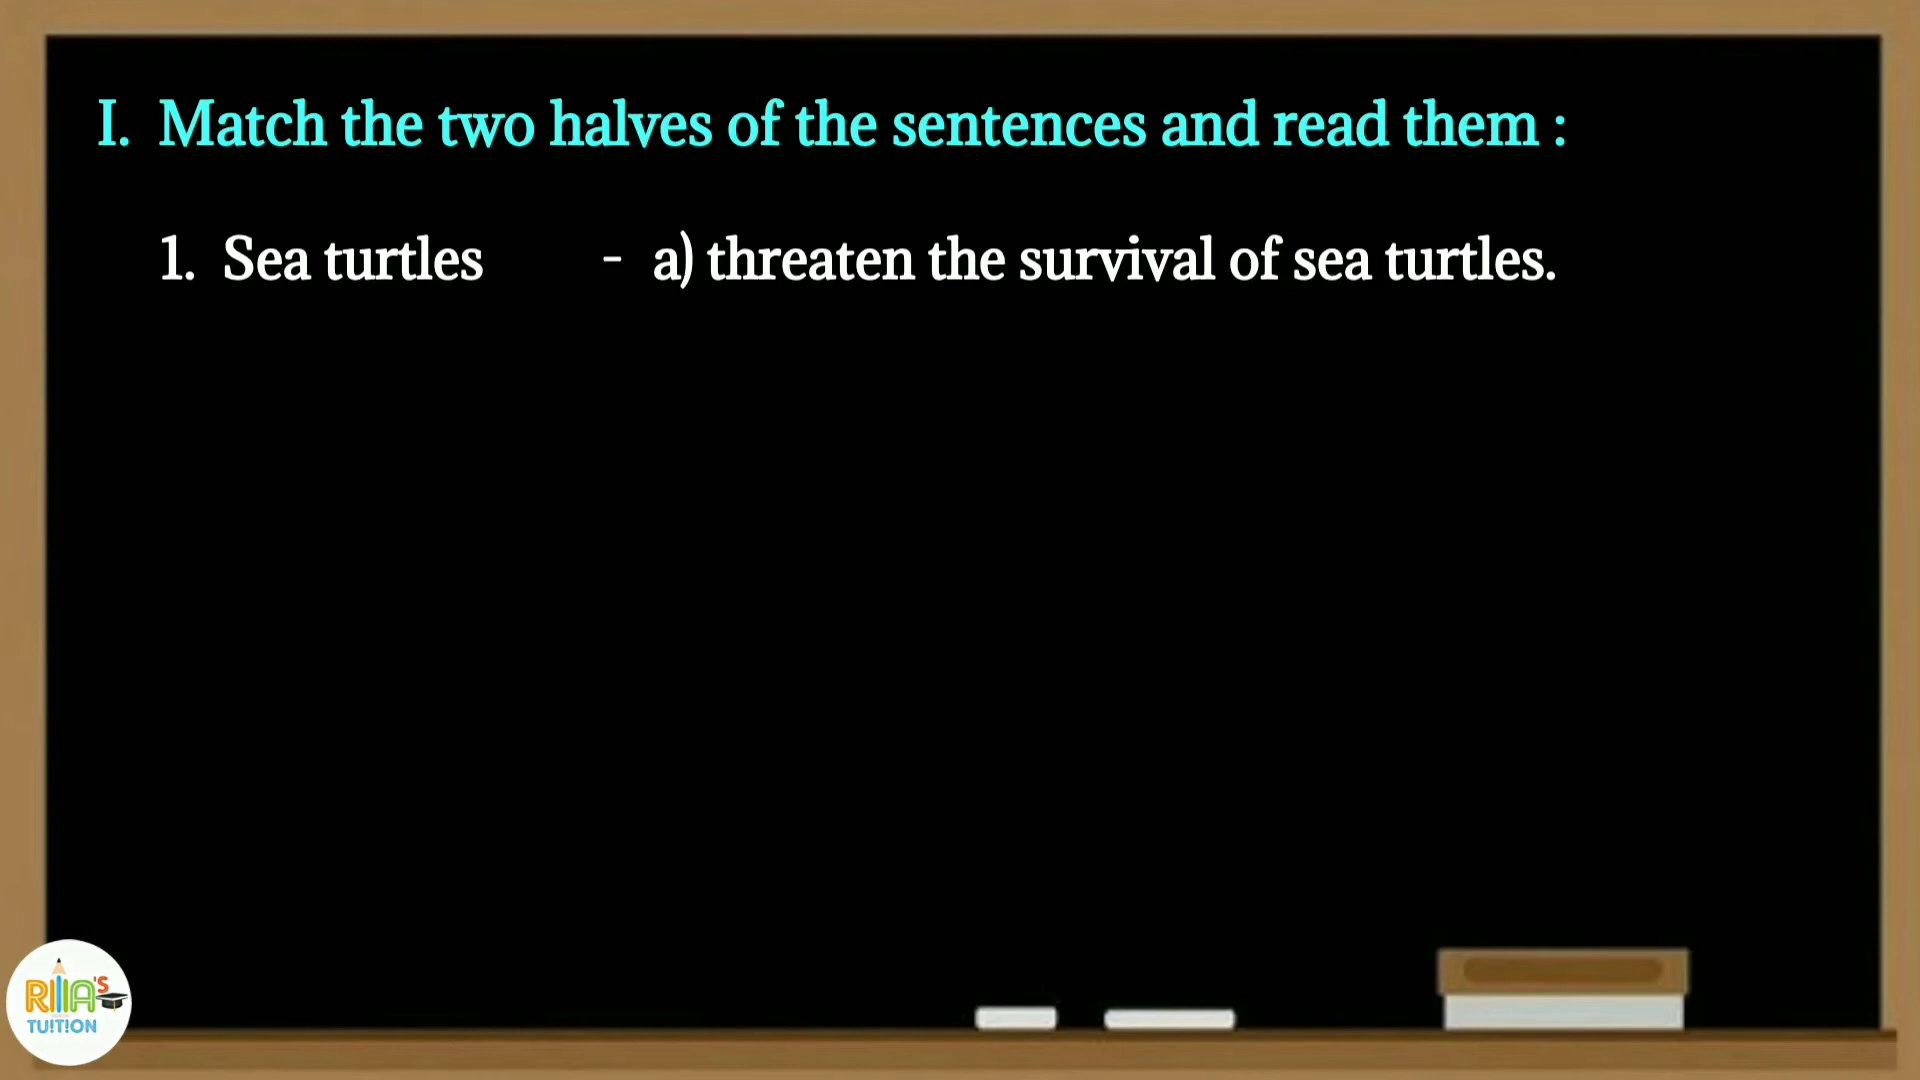 I. Match the two halves of the sentences and read them :
1. Sea turtles - a) threaten the survival of sea turtles.
RIIA'S
TUITION